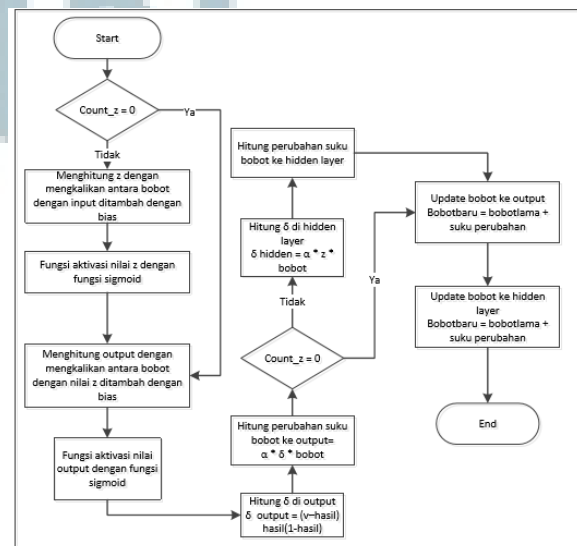 Start
Count_z = 0
Ya
Tidak
Menghitung z dengan
mengkalikan antara bobot
dengan input ditambah dengan
bias
Fungsi aktivasi nilai z dengan
fungsi sigmoid
Menghitung output dengan
mengkalikan antara bobot
dengan nilai z ditambah dengan
bias
Fungsi aktivasi nilai
output dengan fungsi
sigmoid
Hitung δ di output
δ output = (v−hasil)
hasil(1-hasil)
Hitung perubahan suku
bobot ke output=
α * δ * bobot
Count_z = 0
Ya
Tidak
Hitung δ di hidden
layer
δ hidden = α * z *
bobot
Hitung perubahan suku
bobot ke hidden layer
Update bobot ke output
Bobotbaru = bobotlama +
suku perubahan
Update bobot ke hidden
layer
Bobotbaru = bobotlama +
suku perubahan
End